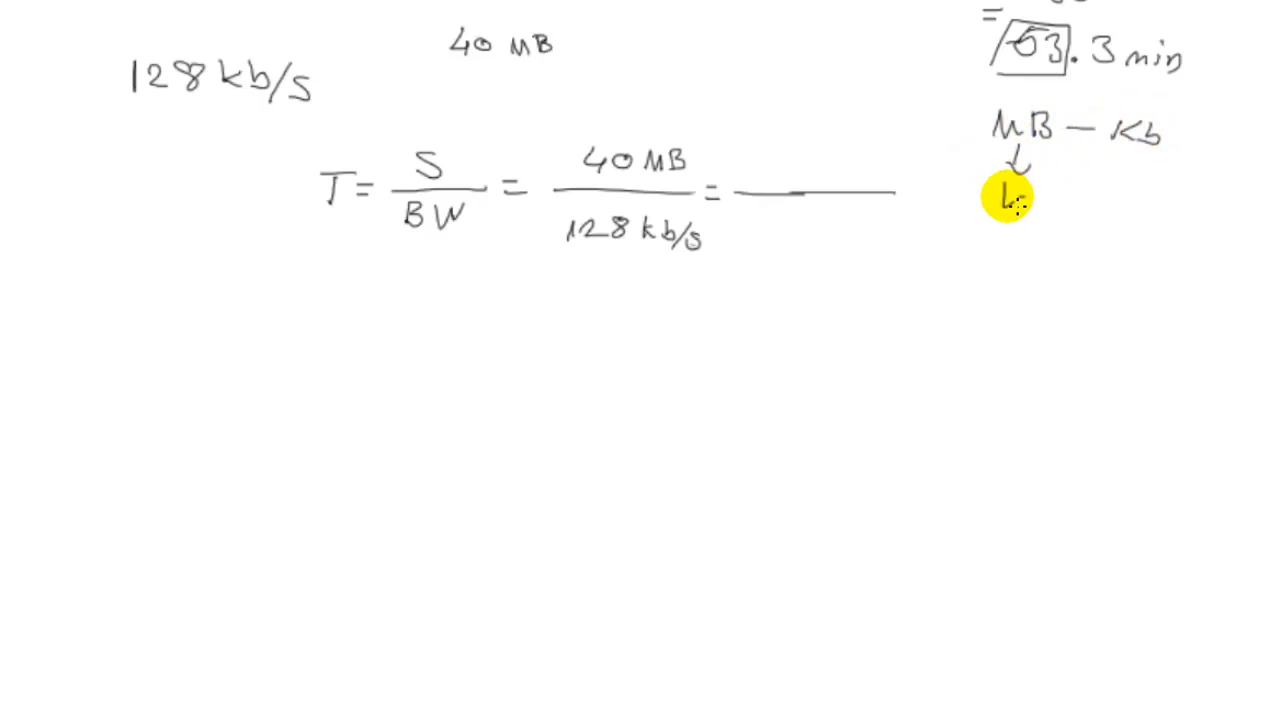 40 MB
128 kb/s
T = S / BW = 40 MB / 128 kb/s =
=
53.3 min
MB - Kb
↓